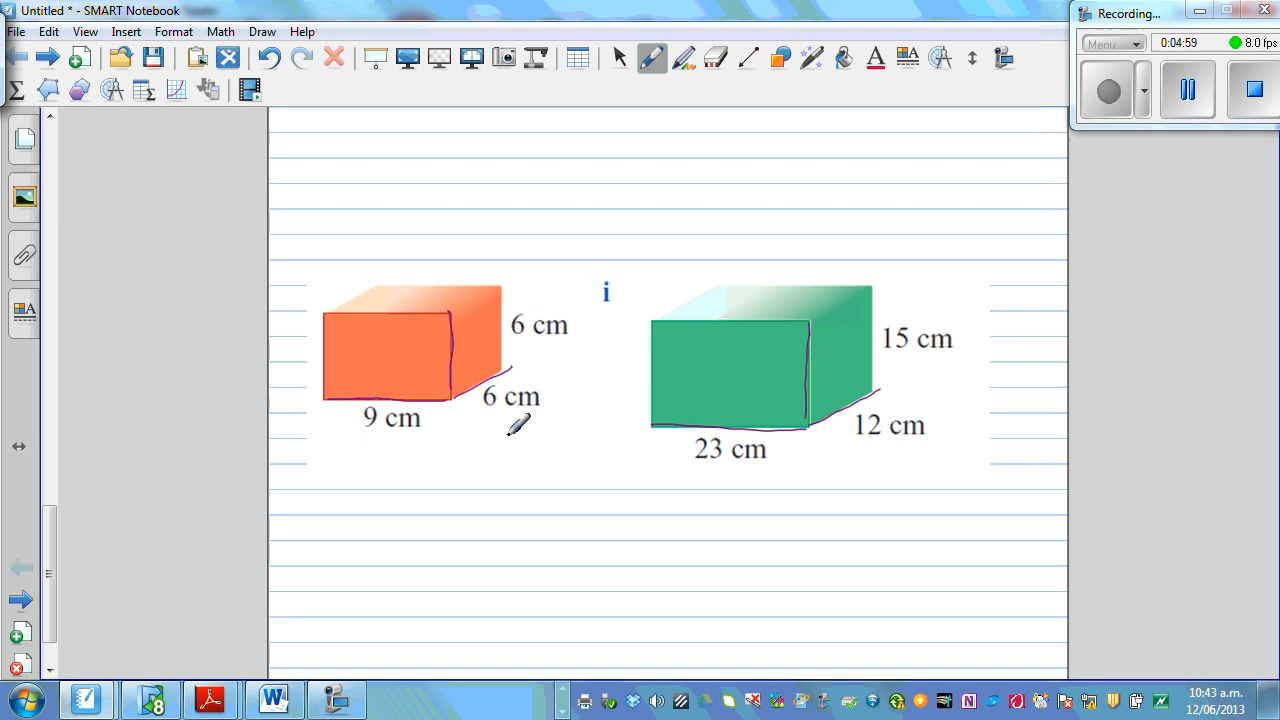 Untitled * - SMART Notebook
Recording...
File Edit View Insert Format Math Draw Help
Menu
0:04:59
8.0 fps
i
6 cm
6 cm
9 cm
15 cm
12 cm
23 cm
10:43 a.m.
12/06/2013